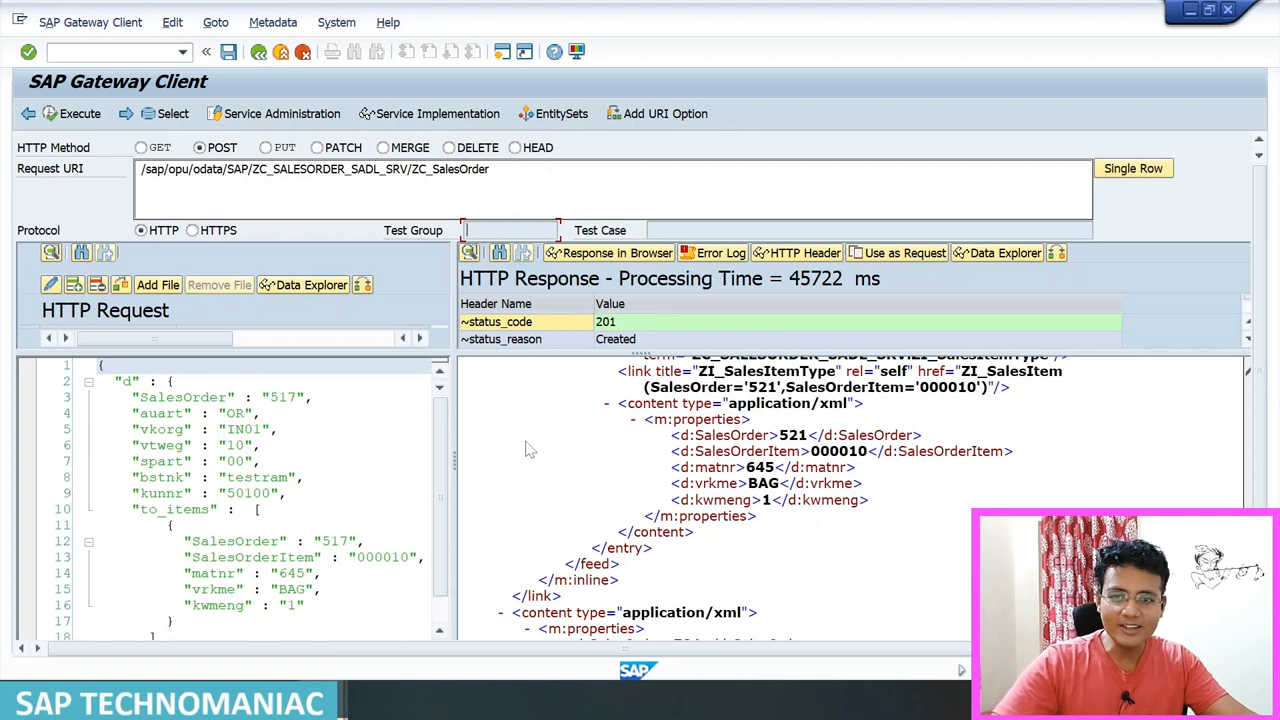 SAP Gateway Client Edit Goto Metadata System Help
SAP Gateway Client
Execute Select Service Administration Service Implementation EntitySets Add URI Option
HTTP Method GET POST PUT PATCH MERGE DELETE HEAD
Request URI /sap/opu/odata/SAP/ZC_SALESORDER_SADL_SRV/ZC_SalesOrder Single Row
Protocol HTTP HTTPS Test Group Test Case
Response in Browser Error Log HTTP Header Use as Request Data Explorer
Add File Remove File Data Explorer
HTTP Response - Processing Time = 45722 ms
HTTP Request
Header Name Value
~status_code 201
~status_reason Created
1 {
2 "d" : {
3 "SalesOrder" : "517",
4 "auart" : "OR",
5 "vkorg" : "IN01",
6 "vtweg" : "10",
7 "spart" : "00",
8 "bstnk" : "testram",
9 "kunnr" : "50100",
10 "to_items" : [
11 {
12 "SalesOrder" : "517",
13 "SalesOrderItem" : "000010",
14 "matnr" : "645",
15 "vrkme" : "BAG",
16 "kwmeng" : "1"
17 }
18 ]
<link title="ZI_SalesItemType" rel="self" href="ZI_SalesItem
(SalesOrder='521',SalesOrderItem='000010')"/>
- <content type="application/xml">
- <m:properties>
<d:SalesOrder>521</d:SalesOrder>
<d:SalesOrderItem>000010</d:SalesOrderItem>
<d:matnr>645</d:matnr>
<d:vrkme>BAG</d:vrkme>
<d:kwmeng>1</d:kwmeng>
</m:properties>
</content>
</entry>
</feed>
</m:inline>
</link>
- <content type="application/xml">
- <m:properties>
SAP
SAP TECHNOMANIAC